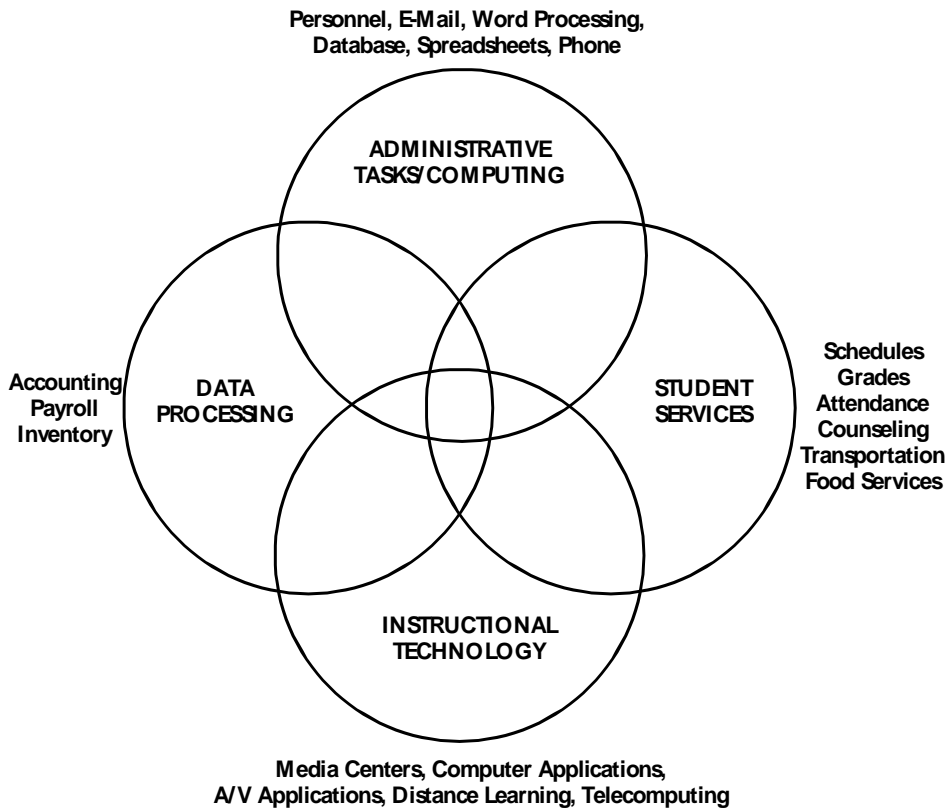 Personnel, E-Mail, Word Processing,
Database, Spreadsheets, Phone
ADMINISTRATIVE
TASKS/COMPUTING
Accounting
Payroll
Inventory
DATA
PROCESSING
STUDENT
SERVICES
Schedules
Grades
Attendance
Counseling
Transportation
Food Services
INSTRUCTIONAL
TECHNOLOGY
Media Centers, Computer Applications,
A/V Applications, Distance Learning, Telecomputing